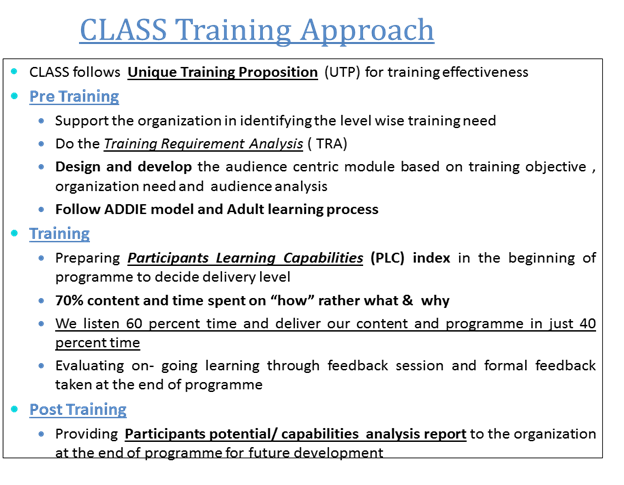 CLASS Training Approach
CLASS follows Unique Training Proposition (UTP) for training effectiveness
Pre Training
Support the organization in identifying the level wise training need
Do the Training Requirement Analysis ( TRA)
Design and develop the audience centric module based on training objective ,
organization need and audience analysis
Follow ADDIE model and Adult learning process
Training
Preparing Participants Learning Capabilities (PLC) index in the beginning of
programme to decide delivery level
70% content and time spent on “how” rather what & why
We listen 60 percent time and deliver our content and programme in just 40
percent time
Evaluating on- going learning through feedback session and formal feedback
taken at the end of programme
Post Training
Providing Participants potential/ capabilities analysis report to the organization
at the end of programme for future development